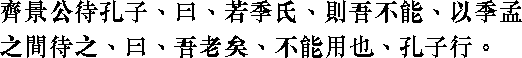 齊景公待孔子、曰、若季氏、則吾不能、以季孟
之間待之、曰、吾老矣、不能用也、孔子行。